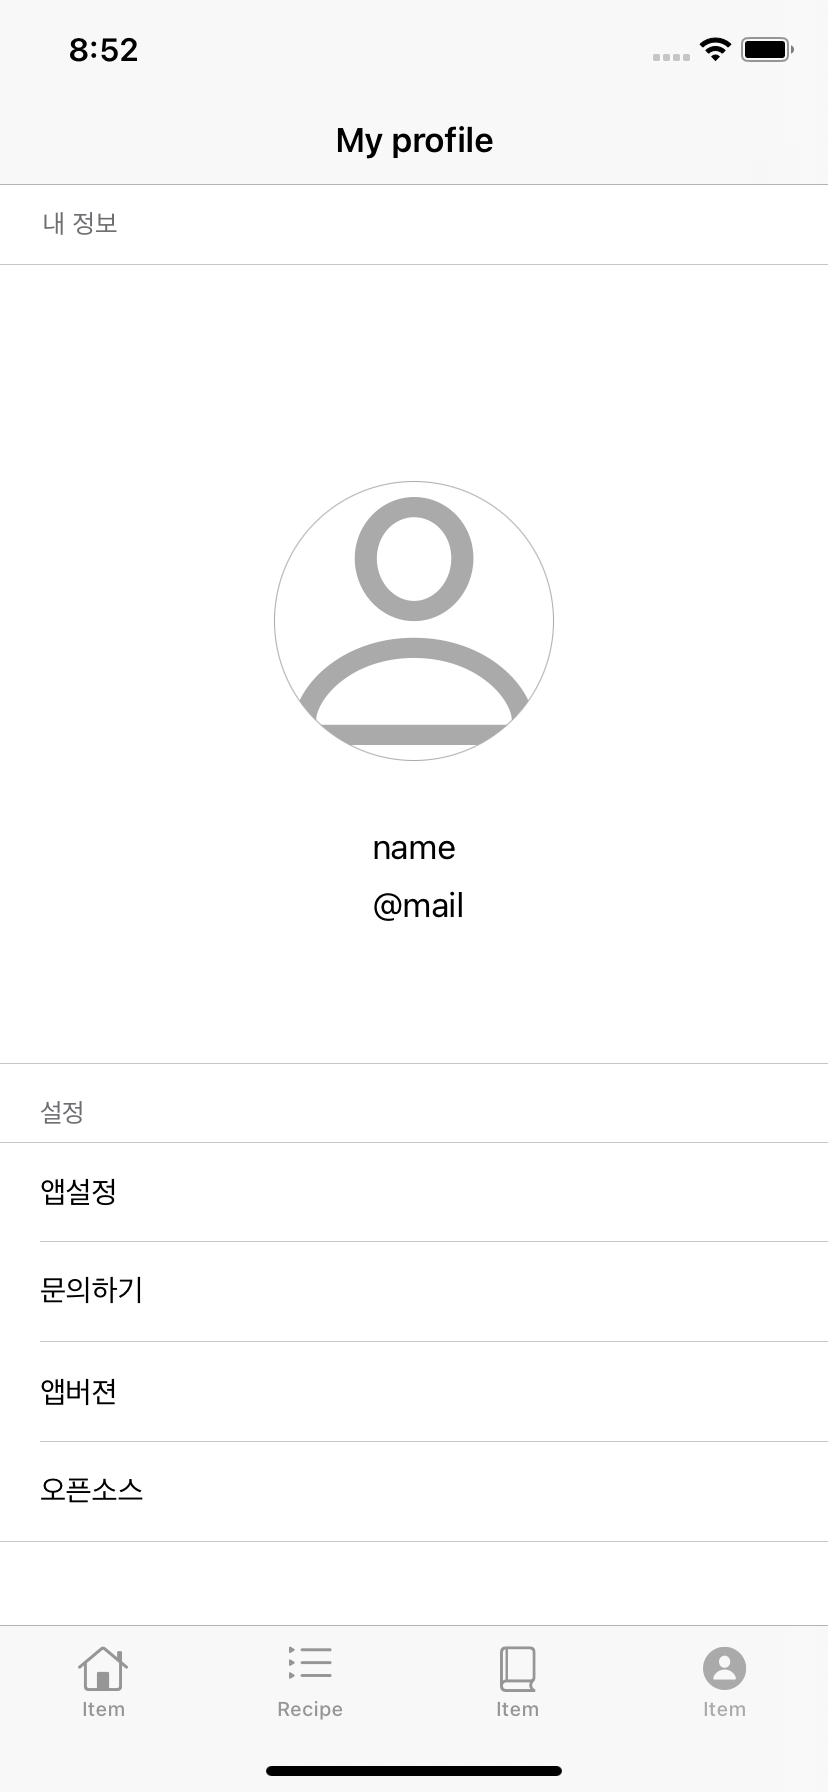 8:52
My profile
내 정보
name
@mail
설정
앱설정
문의하기
앱버젼
오픈소스
Item
Recipe
Item
Item